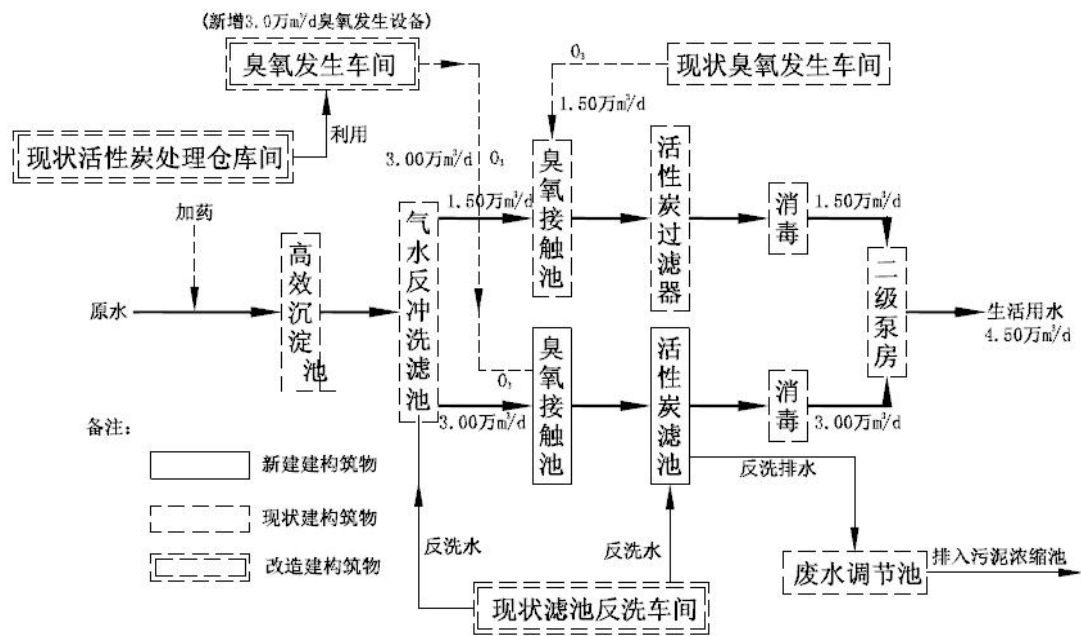 (新增3.0万m³/d臭氧发生设备)
臭氧发生车间
O₃
现状臭氧发生车间
1.50万m³/d
利用
现状活性炭处理仓库间
3.00万m³/d
O₃
1.50万m³/d
加药
高效沉淀池
气水反冲洗滤池
臭氧接触池
活性炭过滤器
消毒
1.50万m³/d
二级泵房
原水
生活用水
4.50万m³/d
O₃
3.00万m³/d
臭氧接触池
活性炭滤池
消毒
3.00万m³/d
反洗排水
备注:
新建建构筑物
现状建构筑物
改造建构筑物
反洗水
反洗水
现状滤池反洗车间
废水调节池
排入污泥浓缩池